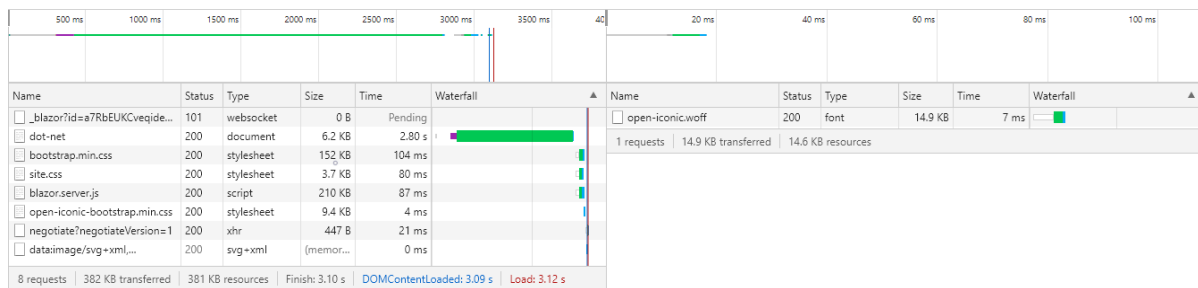 500 ms 1000 ms 1500 ms 2000 ms 2500 ms 3000 ms 3500 ms 40
Name Status Type Size Time Waterfall
_blazor?id=a7RbEUKCveqide... 101 websocket 0 B Pending
dot-net 200 document 6.2 KB 2.80 s
bootstrap.min.css 200 stylesheet 152 KB 104 ms
site.css 200 stylesheet 3.7 KB 80 ms
blazor.server.js 200 script 210 KB 87 ms
open-iconic-bootstrap.min.css 200 stylesheet 9.4 KB 4 ms
negotiate?negotiateVersion=1 200 xhr 447 B 21 ms
data:image/svg+xml,... 200 svg+xml (memor... 0 ms
8 requests 382 KB transferred 381 KB resources Finish: 3.10 s DOMContentLoaded: 3.09 s Load: 3.12 s
20 ms 40 ms 60 ms 80 ms 100 ms
Name Status Type Size Time Waterfall
open-iconic.woff 200 font 14.9 KB 7 ms
1 requests 14.9 KB transferred 14.6 KB resources